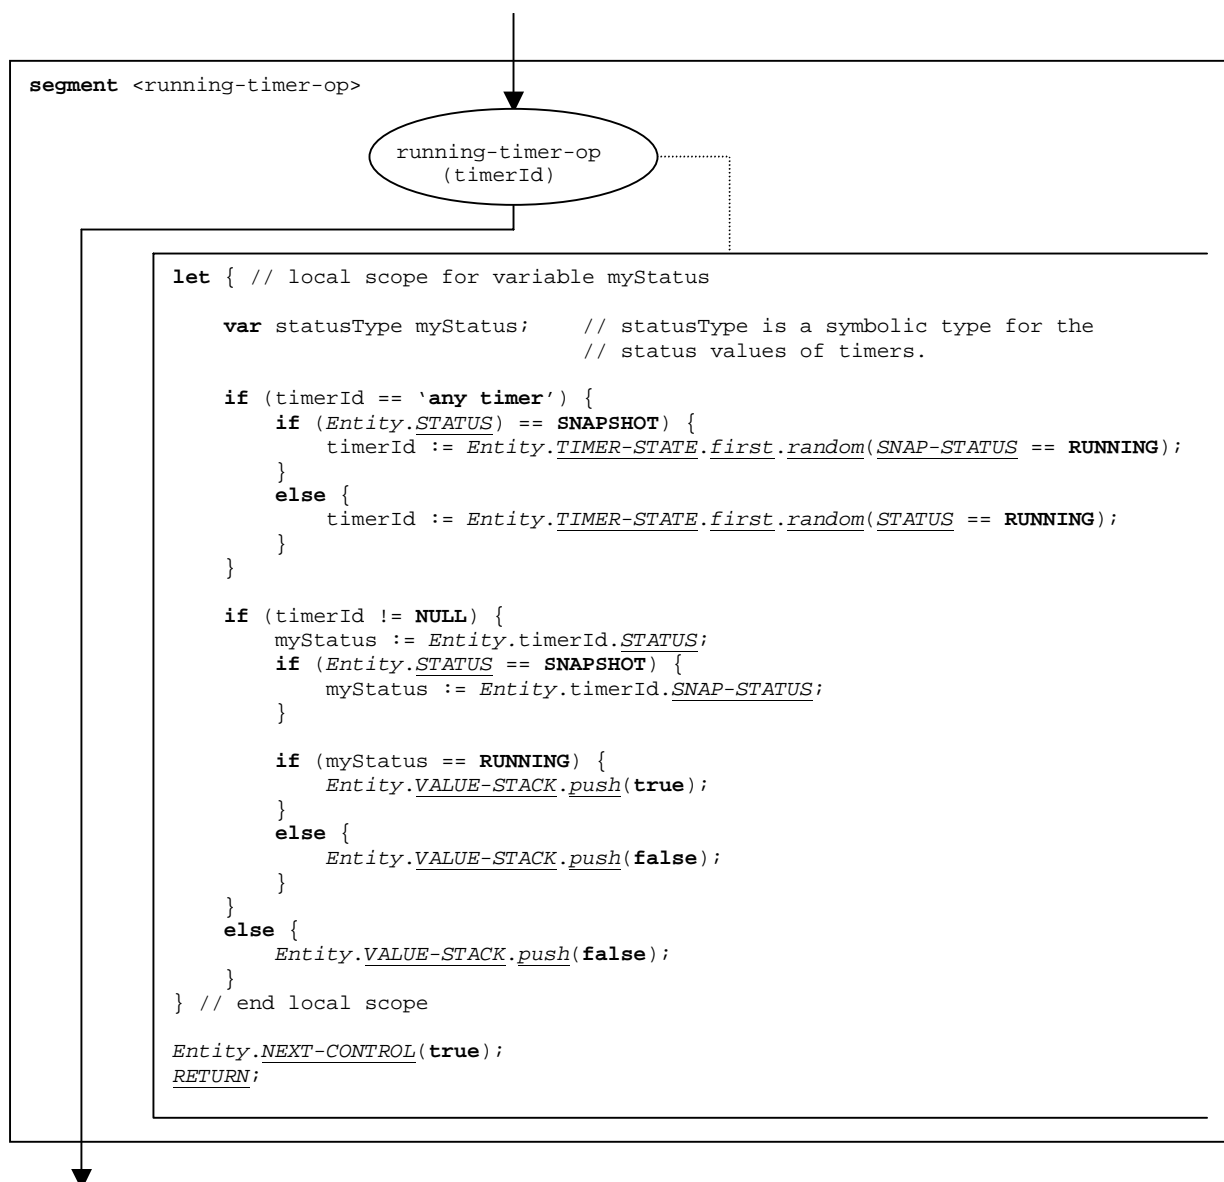 segment <running-timer-op>
running-timer-op
(timerId)
let { // local scope for variable myStatus
var statusType myStatus; // statusType is a symbolic type for the
// status values of timers.
if (timerId == ‘any timer’) {
if (Entity.STATUS) == SNAPSHOT) {
timerId := Entity.TIMER-STATE.first.random(SNAP-STATUS == RUNNING);
}
else {
timerId := Entity.TIMER-STATE.first.random(STATUS == RUNNING);
}
}
if (timerId != NULL) {
myStatus := Entity.timerId.STATUS;
if (Entity.STATUS == SNAPSHOT) {
myStatus := Entity.timerId.SNAP-STATUS;
}
if (myStatus == RUNNING) {
Entity.VALUE-STACK.push(true);
}
else {
Entity.VALUE-STACK.push(false);
}
}
else {
Entity.VALUE-STACK.push(false);
}
} // end local scope
Entity.NEXT-CONTROL(true);
RETURN;